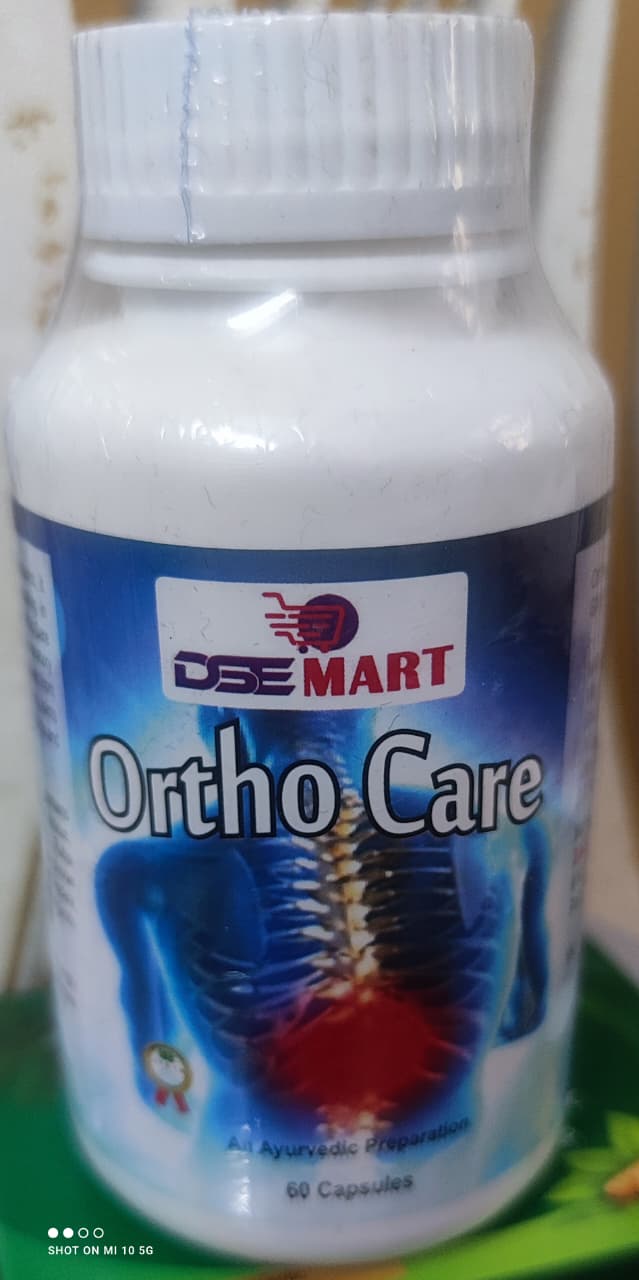 DSE MART
Ortho Care
An Ayurvedic Preparation
60 Capsules
SHOT ON MI 10 5G